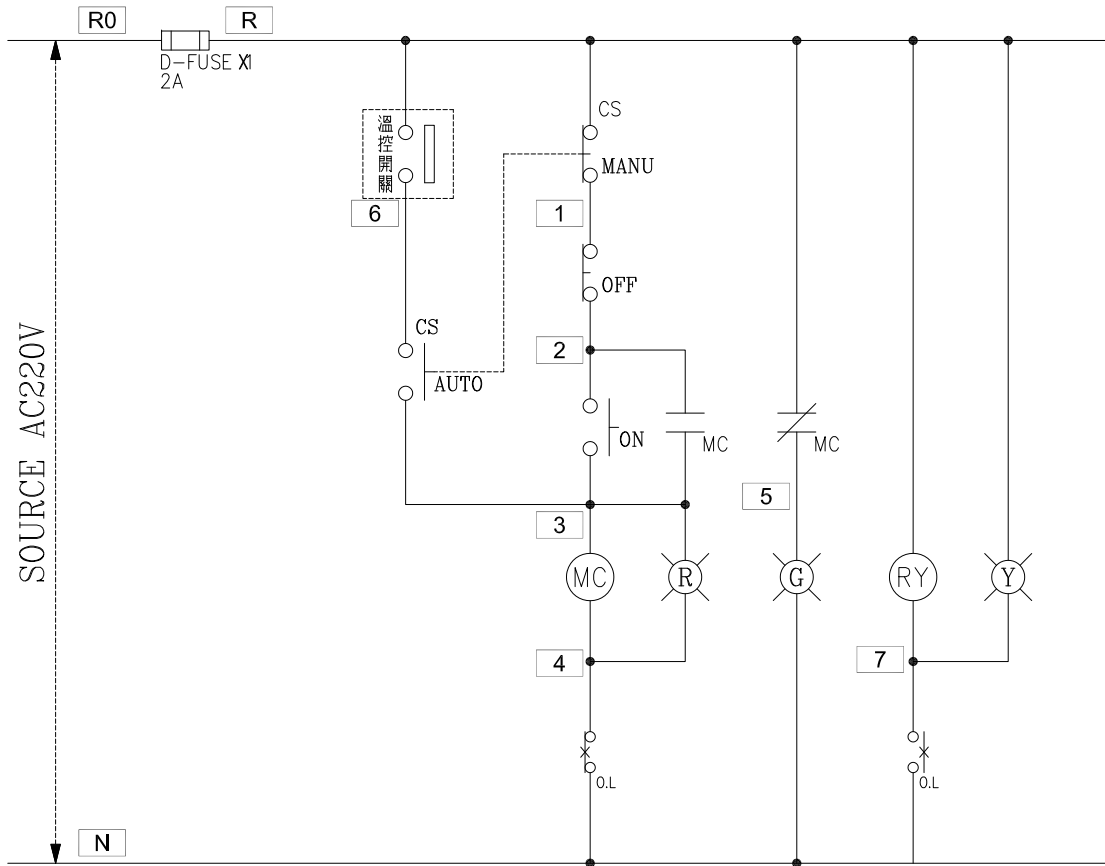 R0
R
D-FUSE X1
2A
CS
溫控開關
MANU
6
1
OFF
CS
2
AUTO
ON
MC
MC
5
3
MC
R
G
RY
Y
4
7
O.L
O.L
N
SOURCE AC220V